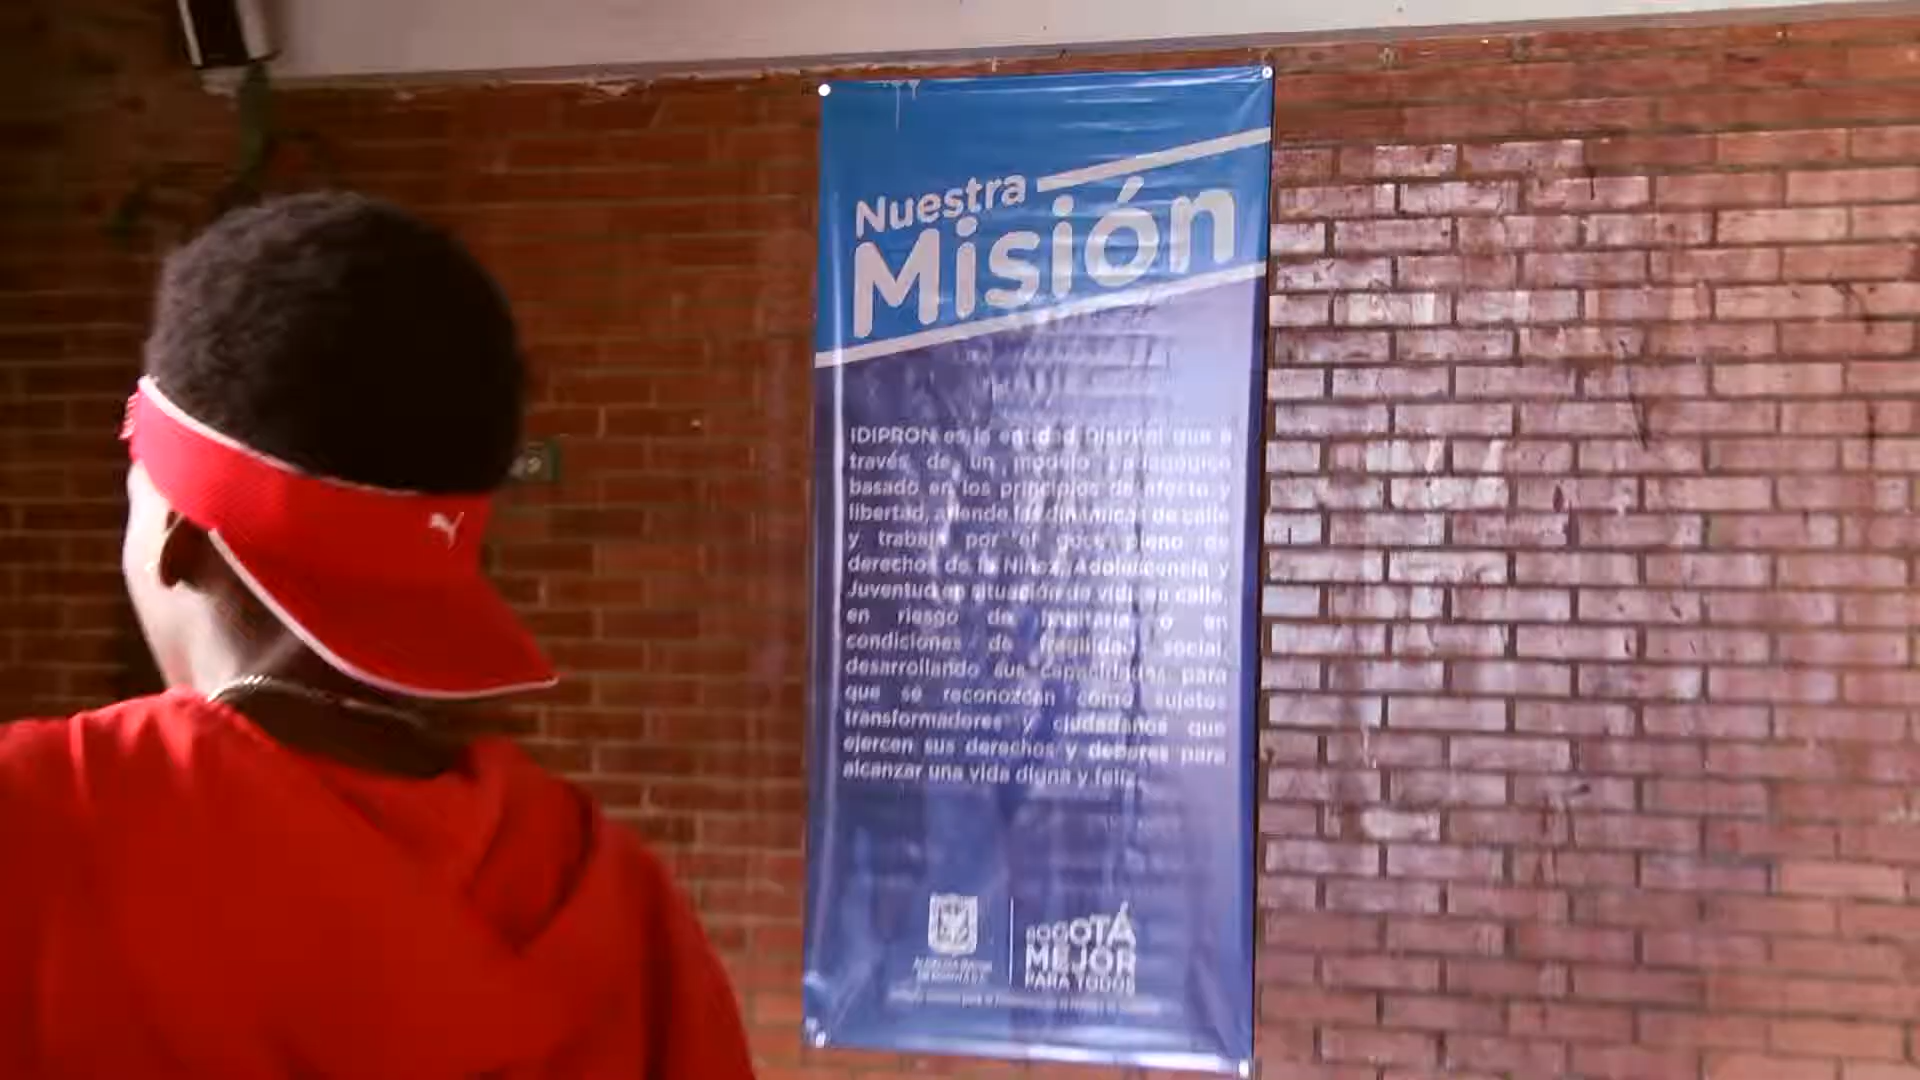 Nuestra
Misión
IDIPRON es la entidad Distrital que a
través de un modelo pedagógico
basado en los principios de afecto y
libertad, atiende las dinámicas de calle
y trabaja por el goce pleno de
derechos de la Niñez, Adolescencia y
Juventud en situación de vida en calle,
en riesgo de habitarla o en
condiciones de fragilidad social,
desarrollando sus capacidades para
que se reconozcan como sujetos
transformadores y ciudadanos que
ejercen sus derechos y deberes para
alcanzar una vida digna y feliz.
BOGOTÁ
MEJOR
PARA TODOS
ALCALDÍA MAYOR
DE BOGOTÁ D.C.